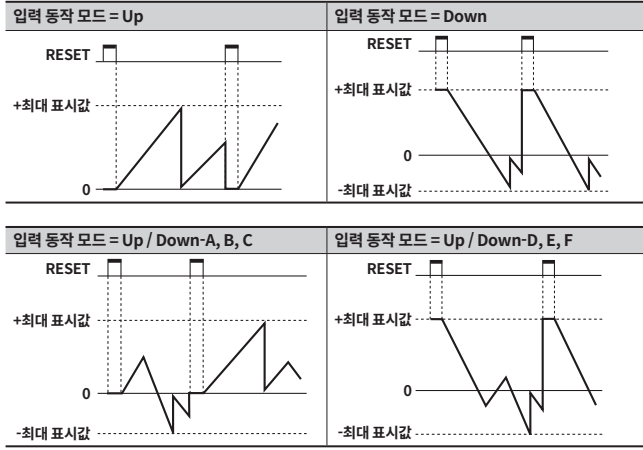 입력 동작 모드 = Up
RESET
+최대 표시값
0
입력 동작 모드 = Down
RESET
+최대 표시값
0
-최대 표시값
입력 동작 모드 = Up / Down-A, B, C
RESET
+최대 표시값
0
-최대 표시값
입력 동작 모드 = Up / Down-D, E, F
RESET
+최대 표시값
0
-최대 표시값